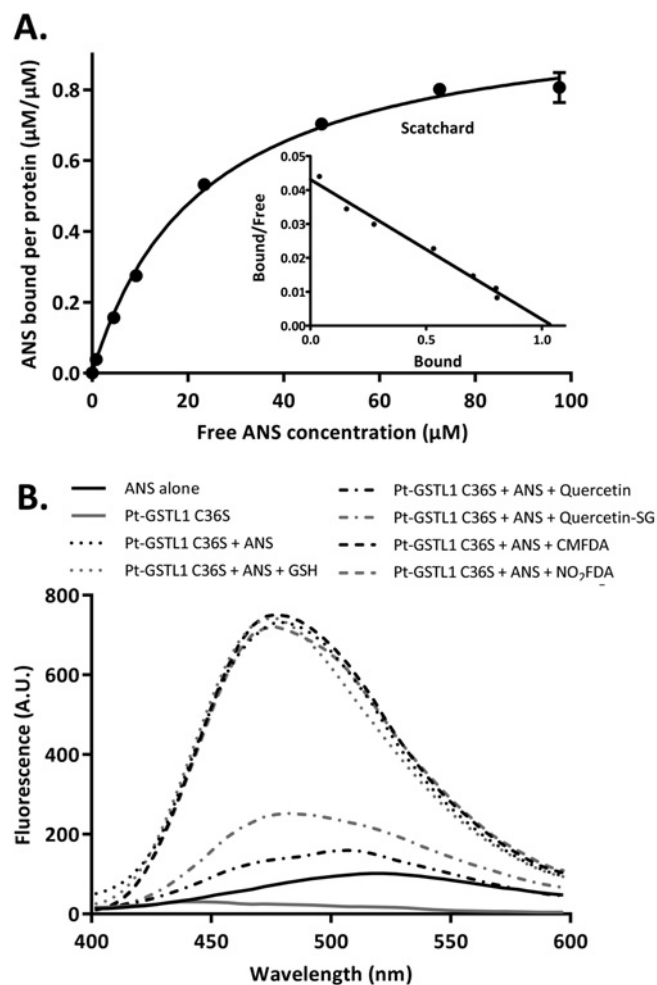 A.
ANS bound per protein (µM/µM)
0.8
0.6
0.4
0.2
0.0
0 20 40 60 80 100
Free ANS concentration (µM)
Scatchard
Bound/Free
0.05
0.04
0.03
0.02
0.01
0.00
0.0 0.5 1.0
Bound
B.
ANS alone
Pt-GSTL1 C36S
Pt-GSTL1 C36S + ANS
Pt-GSTL1 C36S + ANS + GSH
Pt-GSTL1 C36S + ANS + Quercetin
Pt-GSTL1 C36S + ANS + Quercetin-SG
Pt-GSTL1 C36S + ANS + CMFDA
Pt-GSTL1 C36S + ANS + NO₂FDA
Fluorescence (A.U.)
800
600
400
200
0
400 450 500 550 600
Wavelength (nm)